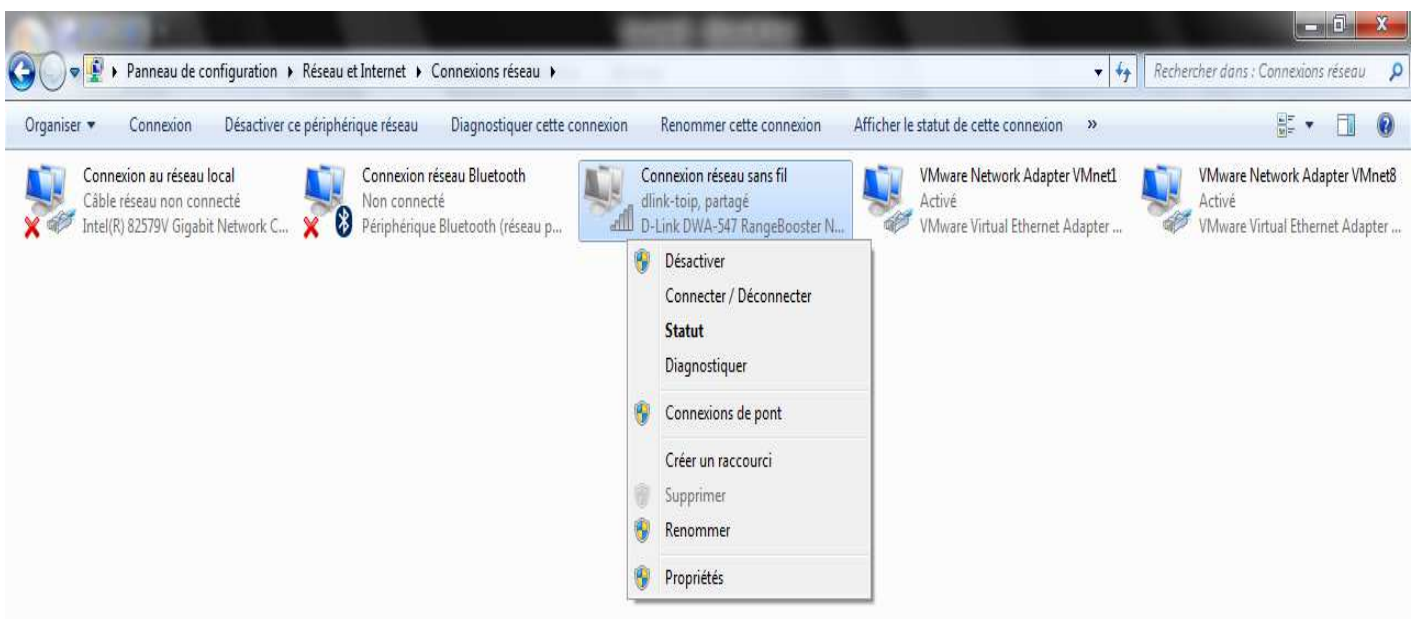 Panneau de configuration Réseau et Internet Connexions réseau Rechercher dans : Connexions réseau
Organiser Connexion Désactiver ce périphérique réseau Diagnostiquer cette connexion Renommer cette connexion Afficher le statut de cette connexion »
Connexion au réseau local
Câble réseau non connecté
Intel(R) 82579V Gigabit Network C...
Connexion réseau Bluetooth
Non connecté
Périphérique Bluetooth (réseau p...
Connexion réseau sans fil
dlink-toip, partagé
D-Link DWA-547 RangeBooster N...
VMware Network Adapter VMnet1
Activé
VMware Virtual Ethernet Adapter ...
VMware Network Adapter VMnet8
Activé
VMware Virtual Ethernet Adapter ...
Désactiver
Connecter / Déconnecter
Statut
Diagnostiquer
Connexions de pont
Créer un raccourci
Supprimer
Renommer
Propriétés